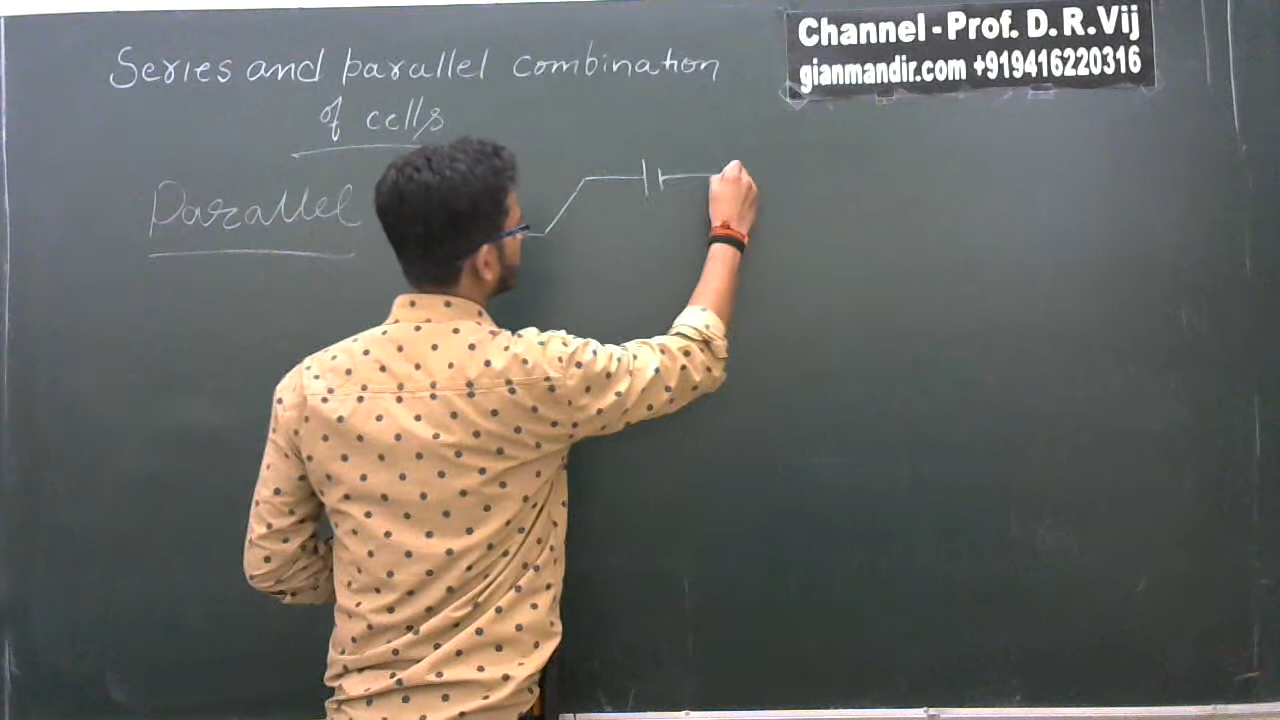 Series and parallel combination
of cells
Parallel
Channel - Prof. D. R. Vij
gianmandir.com +919416220316